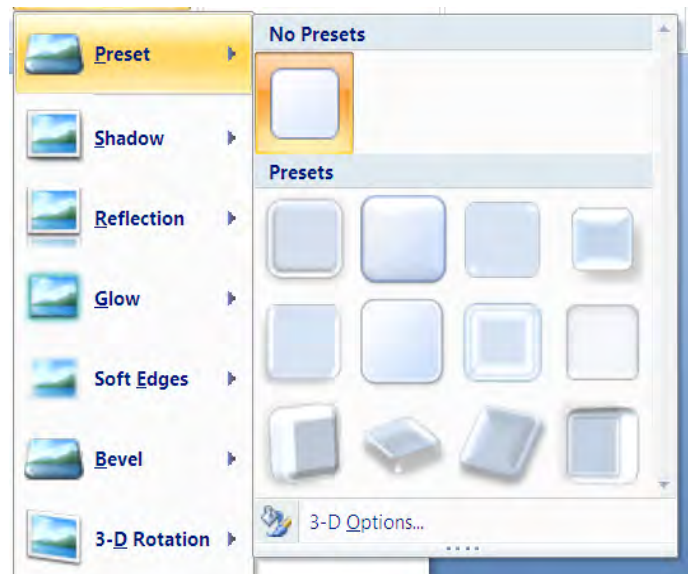 Preset
Shadow
Reflection
Glow
Soft Edges
Bevel
3-D Rotation
No Presets
Presets
3-D Options...